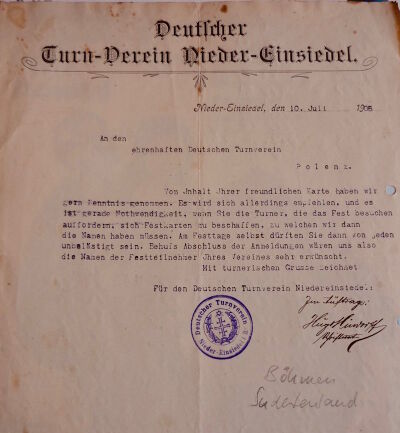 Deutscher
Turn-Verein Nieder-Einsiedel.
Nieder-Einsiedel, den 10. Juli 1908
An den
ehrenhaften Deutschen Turnverein
Polenz.
Von Jnhalt Jhrer freundlichen Karte haben wir
gern Kenntnis genommen. Es wird sich allerdings empfehlen, und es
ist gerade Nothwendigkeit, wenn Sie die Turner, die das Fest besuchen
auffordern, sich Festkarten zu beschaffen, zu welchen wir dann
die Namen haben müssen. Am Festtage selbst dürften Sie dann von jeden
unbelästigt sein. Behufs Abschluss der Anmeldungen wären uns also
die Namen der Festteilnehmer Jhres Vereines sehr erwünscht.
Mit turnerischen Grusse zeichnet
Für den Deutschen Turnverein Niedereinsiedel:
Deutscher Turnverein
Nieder-Einsiedel i. B.
Im Auftrage:
Böhmen
Sudetenland